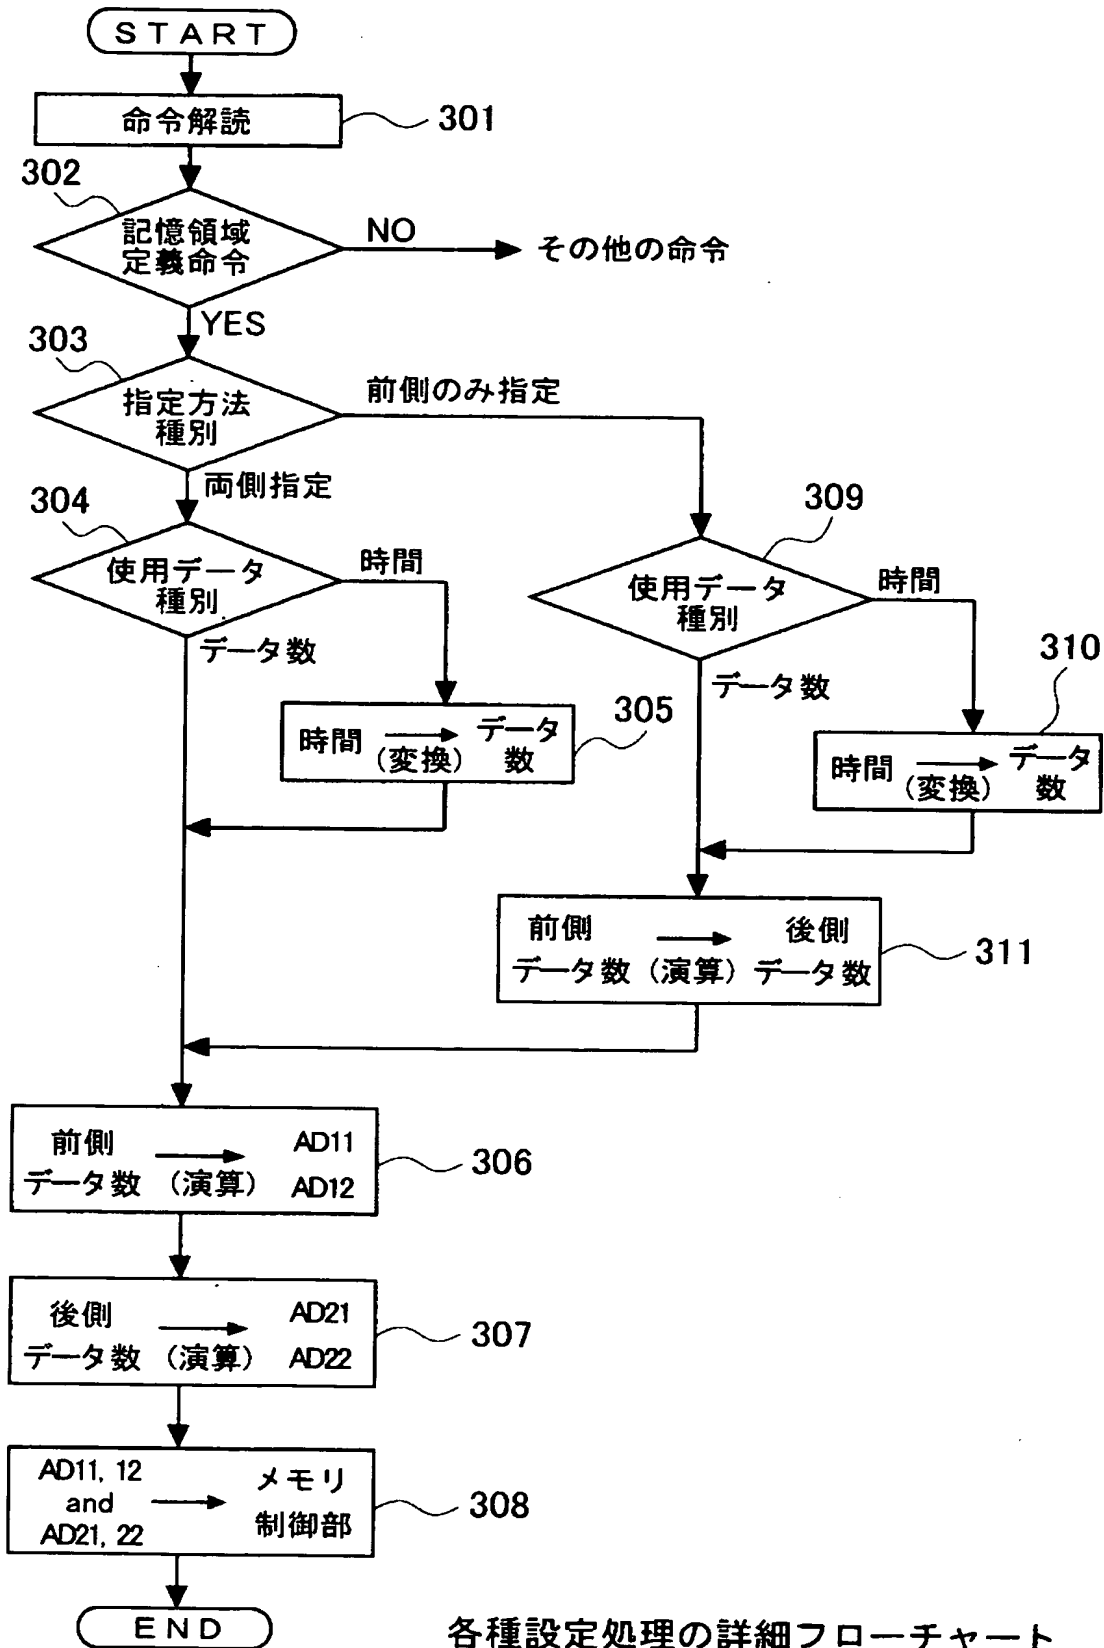 START
命令解読
301
302
記憶領域
定義命令
NO
その他の命令
YES
303
指定方法
種別
前側のみ指定
両側指定
304
使用データ
種別
時間
データ数
309
使用データ
種別
時間
データ数
305
時間 → データ
(変換) 数
310
時間 → データ
(変換) 数
前側 → 後側
データ数 (演算) データ数
311
前側 → AD11
データ数 (演算) AD12
306
後側 → AD21
データ数 (演算) AD22
307
AD11, 12 メモリ
and →
AD21, 22 制御部
308
END
各種設定処理の詳細フローチャート